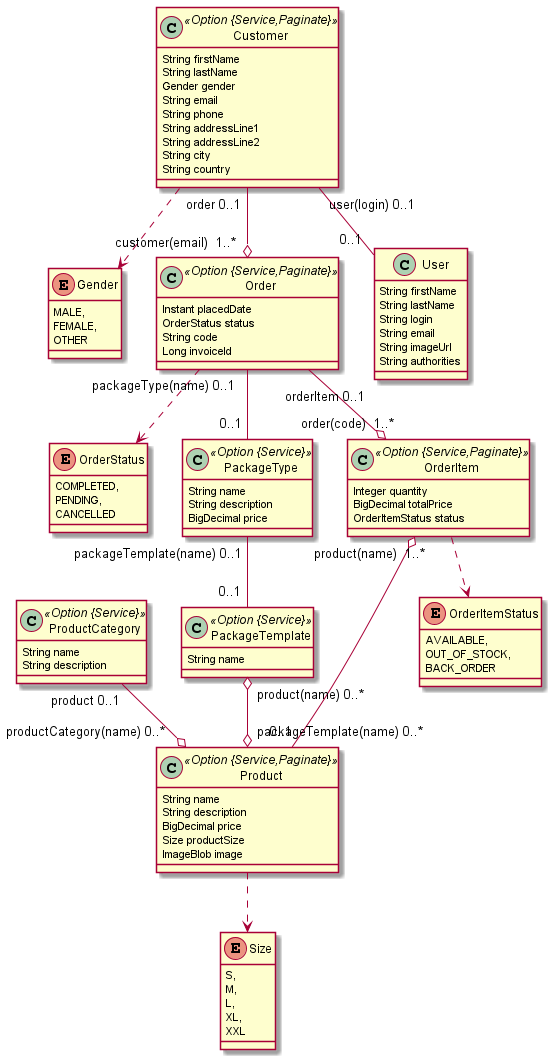 C «Option {Service,Paginate}»
Customer
String firstName
String lastName
Gender gender
String email
String phone
String addressLine1
String addressLine2
String city
String country
order 0..1
user(login) 0..1
customer(email) 1..*
0..1
E Gender
MALE,
FEMALE,
OTHER
C «Option {Service,Paginate}»
Order
Instant placedDate
OrderStatus status
String code
Long invoiceId
C User
String firstName
String lastName
String login
String email
String imageUrl
String authorities
packageType(name) 0..1
orderItem 0..1
0..1
order(code) 1..*
E OrderStatus
COMPLETED,
PENDING,
CANCELLED
C «Option {Service}»
PackageType
String name
String description
BigDecimal price
C «Option {Service,Paginate}»
OrderItem
Integer quantity
BigDecimal totalPrice
OrderItemStatus status
packageTemplate(name) 0..1
product(name) 1..*
0..1
C «Option {Service}»
ProductCategory
String name
String description
C «Option {Service}»
PackageTemplate
String name
E OrderItemStatus
AVAILABLE,
OUT_OF_STOCK,
BACK_ORDER
product 0..1
product(name) 0..*
productCategory(name) 0..*
0..1
packageTemplate(name) 0..*
C «Option {Service,Paginate}»
Product
String name
String description
BigDecimal price
Size productSize
ImageBlob image
E Size
S,
M,
L,
XL,
XXL